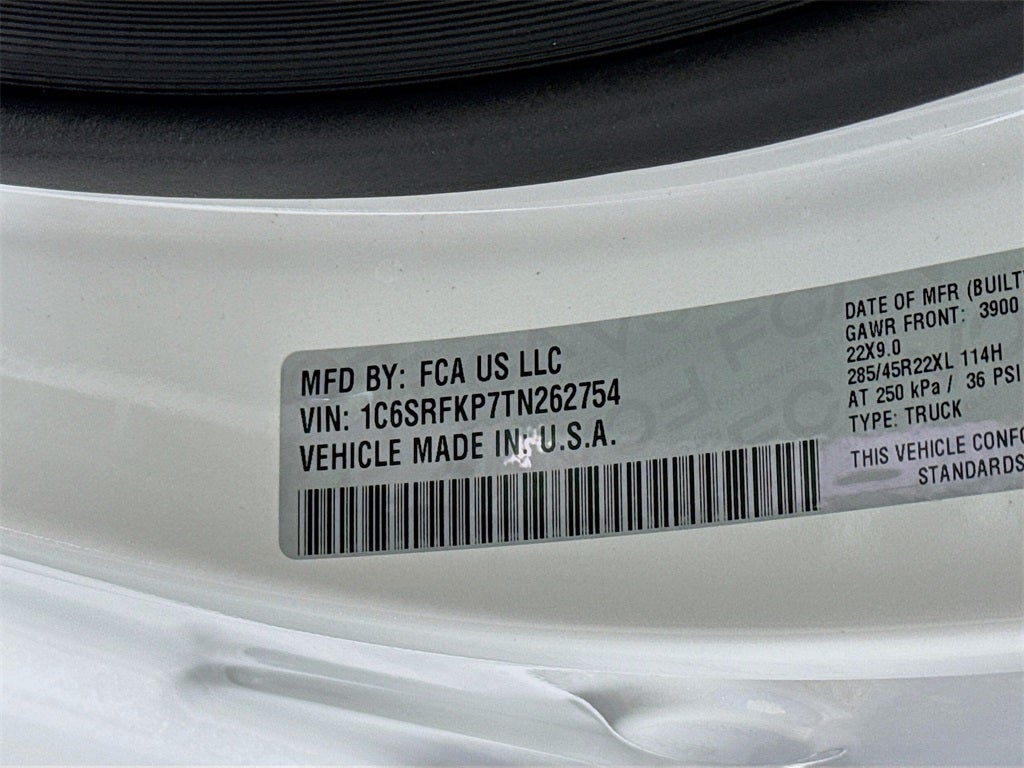 MFD BY: FCA US LLC
VIN: 1C6SRFKP7TN262754
VEHICLE MADE IN U.S.A.
DATE OF MFR (BUILT)
GAWR FRONT: 3900
22X9.0
285/45R22XL 114H
AT 250 kPa / 36 PSI
TYPE: TRUCK
THIS VEHICLE CONFO
STANDARDS